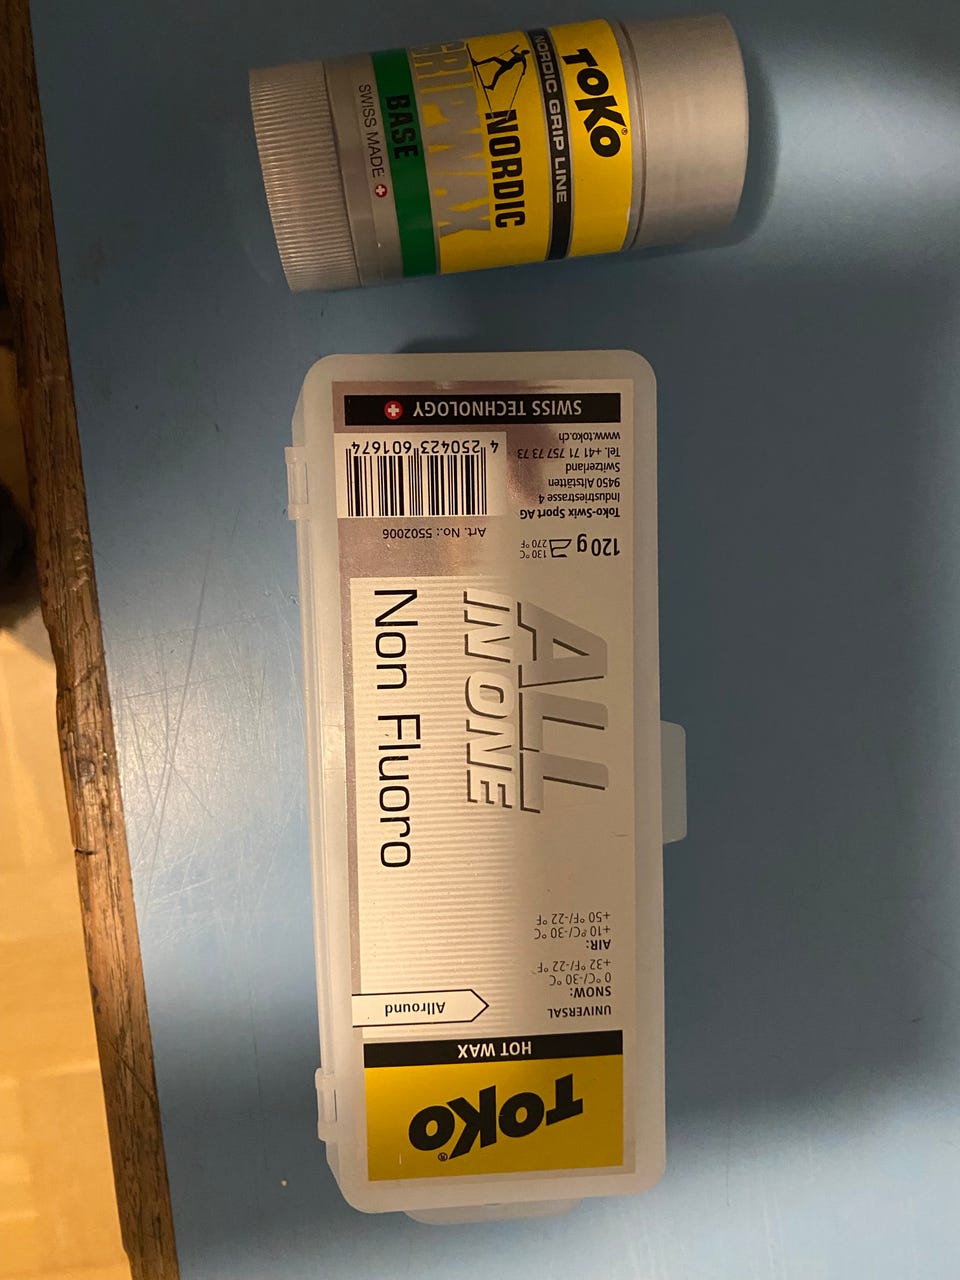 TOKO®
NORDIC GRIP LINE
NORDIC
GRIPWAX
BASE
SWISS MADE
TOKO®
HOT WAX
UNIVERSAL
Allround
SNOW:
0 °C/-30 °C
+32 °F/-22 °F
AIR:
+10 °C/-30 °C
+50 °F/-22 °F
ALL
IN ONE
Non Fluoro
120 g
130 °C
270 °F
Art. No.: 5502006
Toko-Swix Sport AG
Industriestrasse 4
9450 Altstätten
Switzerland
Tel. +41 71 757 73 73
www.toko.ch
4 250423 601674
SWISS TECHNOLOGY